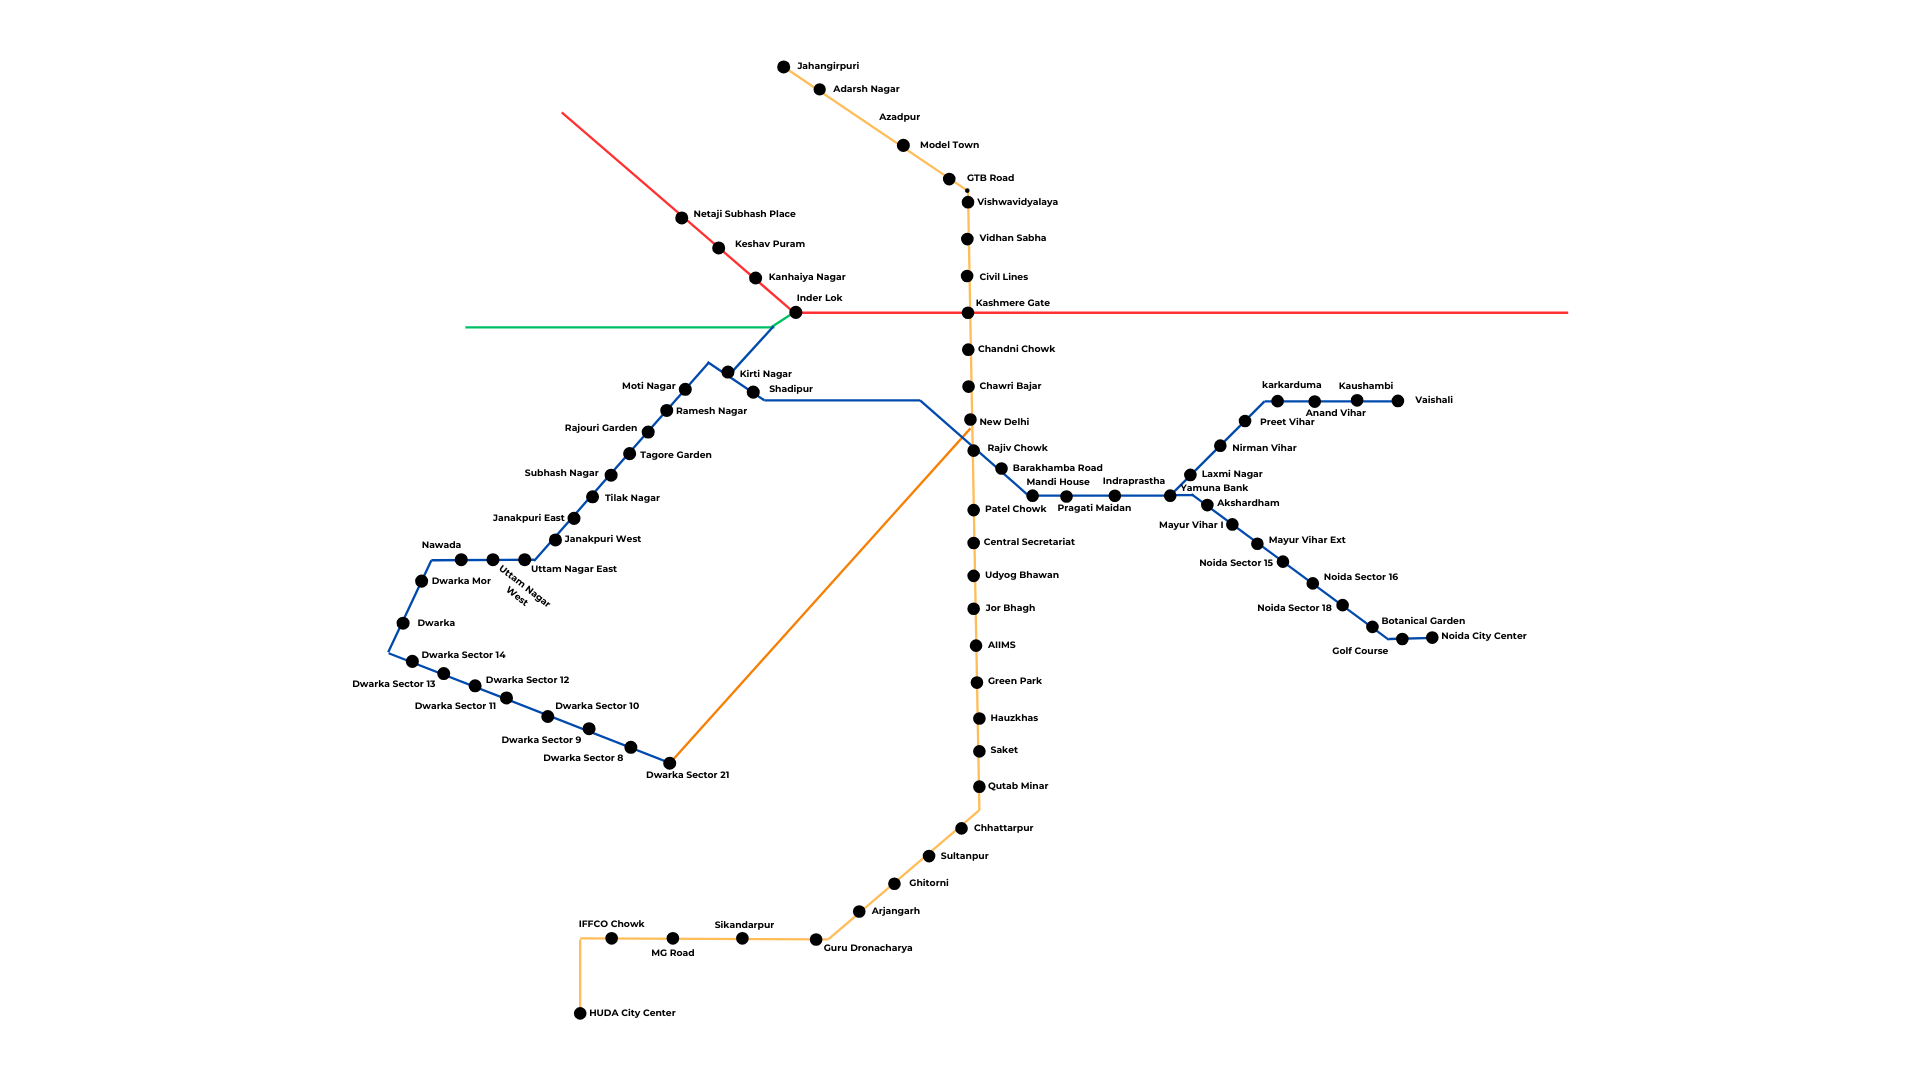 Jahangirpuri
Adarsh Nagar
Azadpur
Model Town
GTB Road
Vishwavidyalaya
Netaji Subhash Place
Vidhan Sabha
Keshav Puram
Civil Lines
Kanhaiya Nagar
Inder Lok
Kashmere Gate
Chandni Chowk
Kirti Nagar
Moti Nagar
Shadipur
Chawri Bajar
karkarduma
Kaushambi
Vaishali
Anand Vihar
Ramesh Nagar
New Delhi
Preet Vihar
Rajouri Garden
Rajiv Chowk
Nirman Vihar
Tagore Garden
Barakhamba Road
Subhash Nagar
Laxmi Nagar
Mandi House
Indraprastha
Yamuna Bank
Tilak Nagar
Akshardham
Patel Chowk
Pragati Maidan
Janakpuri East
Mayur Vihar I
Janakpuri West
Central Secretariat
Mayur Vihar Ext
Nawada
Noida Sector 15
Uttam Nagar East
Udyog Bhawan
Noida Sector 16
Dwarka Mor
Uttam Nagar
West
Jor Bhagh
Noida Sector 18
Dwarka
Botanical Garden
Noida City Center
AIIMS
Golf Course
Dwarka Sector 14
Dwarka Sector 13
Dwarka Sector 12
Green Park
Dwarka Sector 11
Dwarka Sector 10
Hauzkhas
Dwarka Sector 9
Saket
Dwarka Sector 8
Dwarka Sector 21
Qutab Minar
Chhattarpur
Sultanpur
Ghitorni
Arjangarh
IFFCO Chowk
Sikandarpur
Guru Dronacharya
MG Road
HUDA City Center